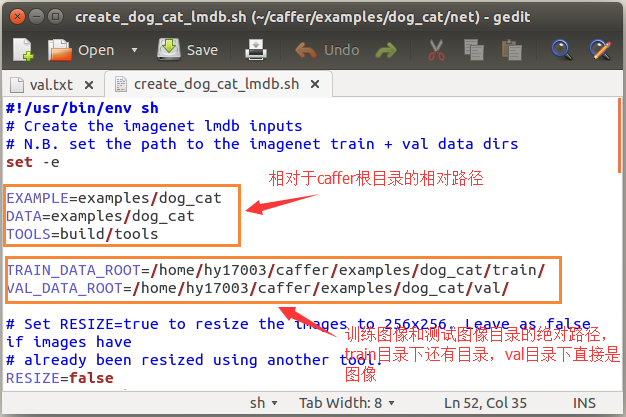 create_dog_cat_lmdb.sh (~/caffer/examples/dog_cat/net) - gedit
Open Save Undo
val.txt create_dog_cat_lmdb.sh
#!/usr/bin/env sh
# Create the imagenet lmdb inputs
# N.B. set the path to the imagenet train + val data dirs
set -e
相对于caffer根目录的相对路径
EXAMPLE=examples/dog_cat
DATA=examples/dog_cat
TOOLS=build/tools
TRAIN_DATA_ROOT=/home/hy17003/caffer/examples/dog_cat/train/
VAL_DATA_ROOT=/home/hy17003/caffer/examples/dog_cat/val/
# Set RESIZE=true to resize the images to 256x256. Leave as false
if images have
# already been resized using another tool.
RESIZE=false
训练图像和测试图像目录的绝对路径，
train目录下还有目录，val目录下直接是
图像
sh Tab Width: 8 Ln 52, Col 35 INS